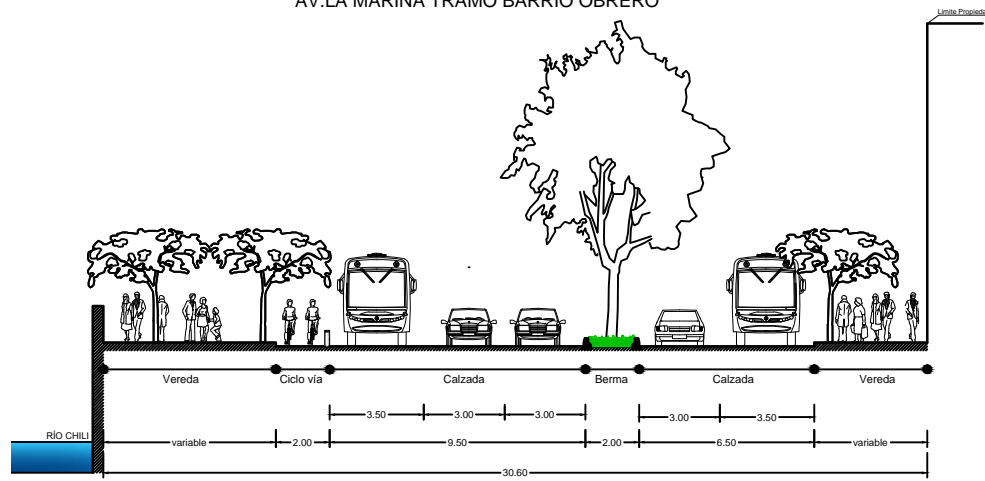 AV.LA MARINA TRAMO BARRIO OBRERO
Limite Propieda
Vereda Ciclo vía Calzada Berma Calzada Vereda
3.50 3.00 3.00 3.00 3.50
RÍO CHILI variable 2.00 9.50 2.00 6.50 variable
30.60